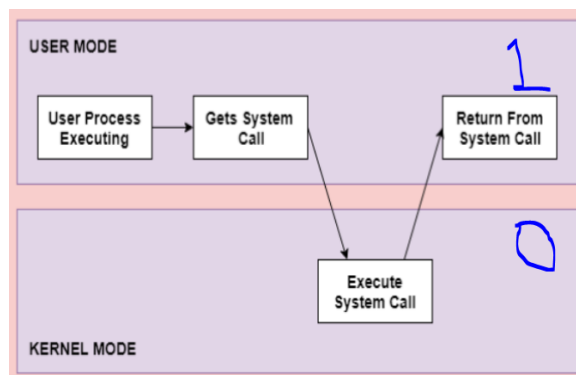 USER MODE
1
User Process
Executing
Gets System
Call
Return From
System Call
0
Execute
System Call
KERNEL MODE